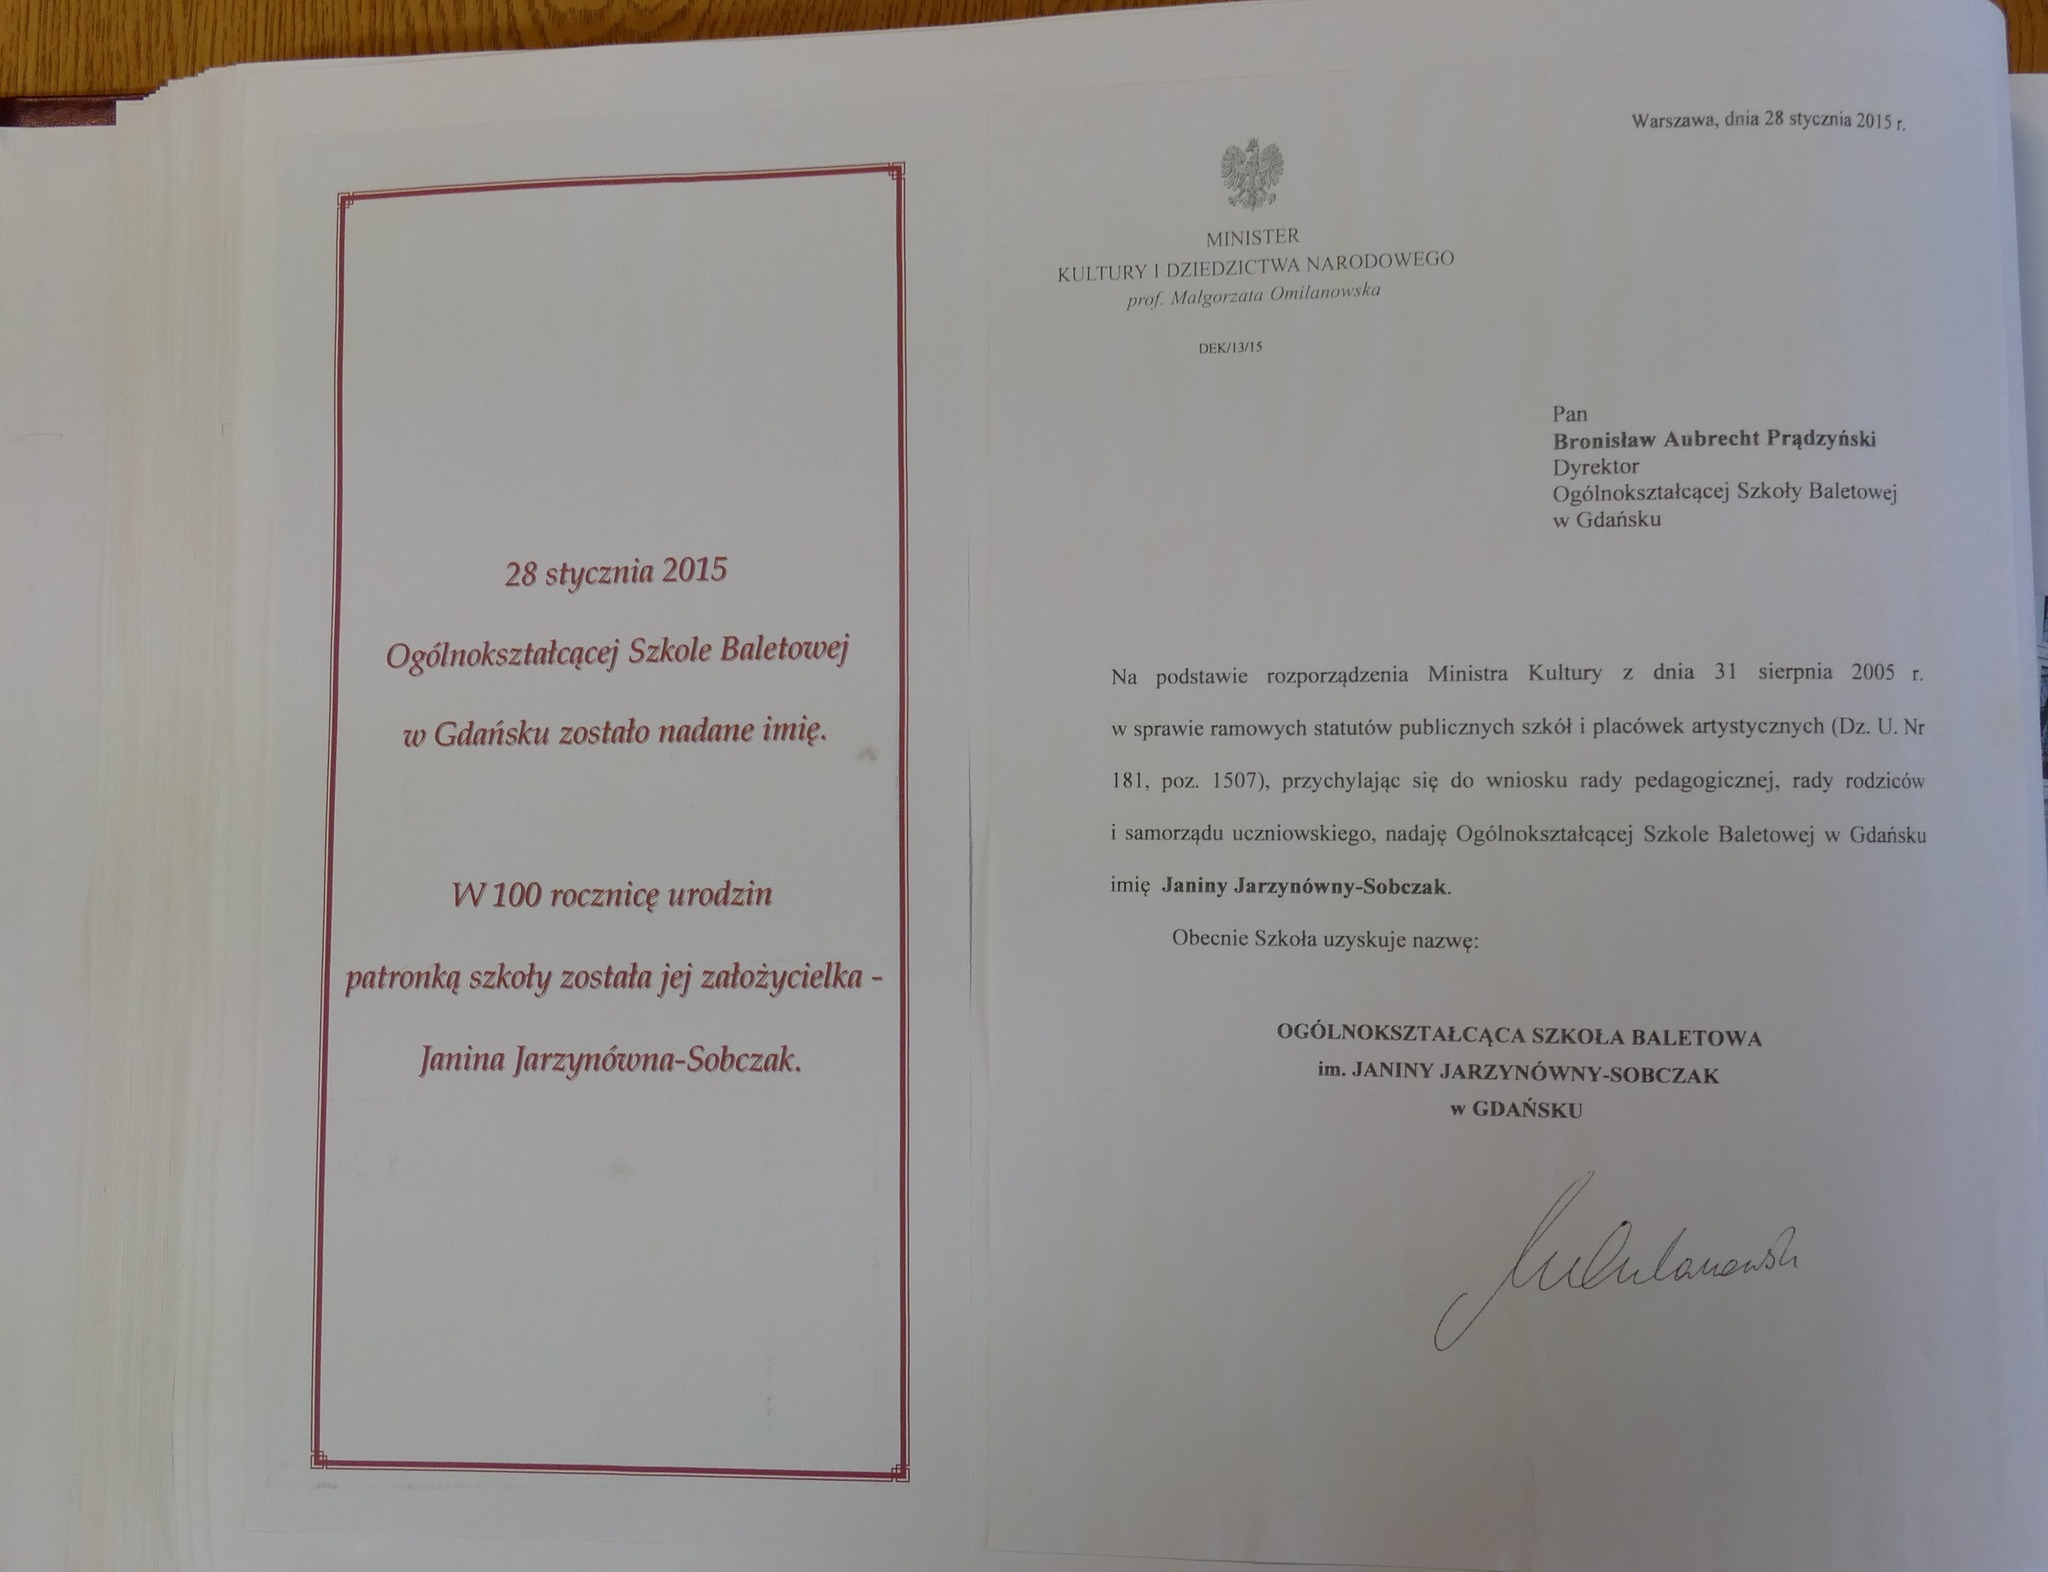 28 stycznia 2015
Ogólnokształcącej Szkole Baletowej
w Gdańsku zostało nadane imię.
W 100 rocznicę urodzin
patronką szkoły została jej założycielka -
Janina Jarzynówna-Sobczak.
Warszawa, dnia 28 stycznia 2015 r.
MINISTER
KULTURY I DZIEDZICTWA NARODOWEGO
prof. Małgorzata Omilanowska
DEK/13/15
Pan
Bronisław Aubrecht Prądzyński
Dyrektor
Ogólnokształcącej Szkoły Baletowej
w Gdańsku
Na podstawie rozporządzenia Ministra Kultury z dnia 31 sierpnia 2005 r.
w sprawie ramowych statutów publicznych szkół i placówek artystycznych (Dz. U. Nr
181, poz. 1507), przychylając się do wniosku rady pedagogicznej, rady rodziców
i samorządu uczniowskiego, nadaję Ogólnokształcącej Szkole Baletowej w Gdańsku
imię Janiny Jarzynówny-Sobczak.
Obecnie Szkoła uzyskuje nazwę:
OGÓLNOKSZTAŁCĄCA SZKOŁA BALETOWA
im. JANINY JARZYNÓWNY-SOBCZAK
w GDAŃSKU